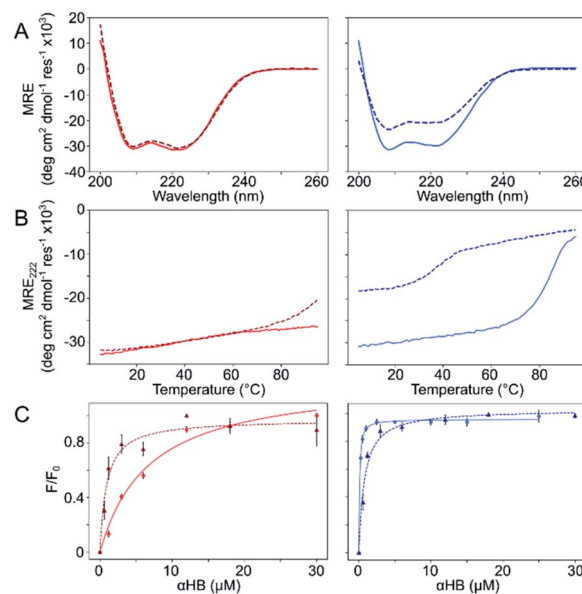 A
MRE
(deg cm² dmol⁻¹ res⁻¹ x10³)
20
10
0
-10
-20
-30
-40
200 220 240 260
Wavelength (nm)
200 220 240 260
Wavelength (nm)
B
MRE₂₂₂
(deg cm² dmol⁻¹ res⁻¹ x10³)
0
-10
-20
-30
20 40 60 80
Temperature (°C)
20 40 60 80
Temperature (°C)
C
F/F₀
0.8
0.4
0
0 10 20 30
αHB (µM)
0 10 20 30
αHB (µM)